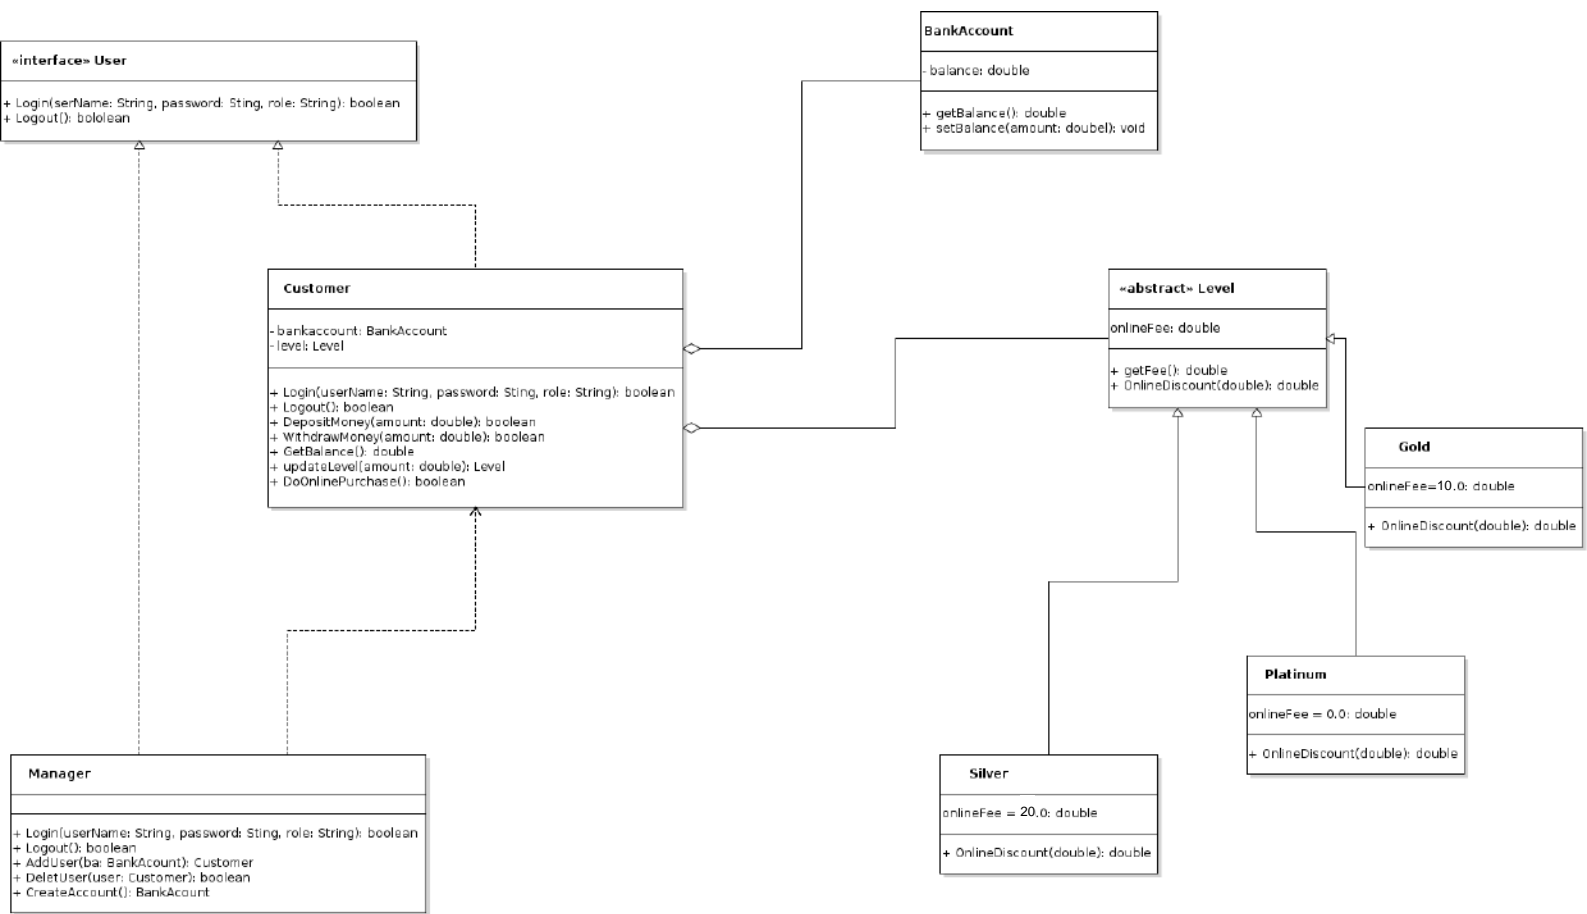 «interface» User
+ Login(serName: String, password: Sting, role: String): boolean
+ Logout(): bololean
BankAccount
- balance: double
+ getBalance(): double
+ setBalance(amount: doubel): void
Customer
- bankaccount: BankAccount
- level: Level
+ Login(userName: String, password: Sting, role: String): boolean
+ Logout(): boolean
+ DepositMoney(amount: double): boolean
+ WithdrawMoney(amount: double): boolean
+ GetBalance(): double
+ updateLevel(amount: double): Level
+ DoOnlinePurchase(): boolean
«abstract» Level
onlineFee: double
+ getFee(): double
+ OnlineDiscount(double): double
Gold
onlineFee=10.0: double
+ OnlineDiscount(double): double
Platinum
onlineFee = 0.0: double
+ OnlineDiscount(double): double
Silver
onlineFee = 20.0: double
+ OnlineDiscount(double): double
Manager
+ Login(userName: String, password: Sting, role: String): boolean
+ Logout(): boolean
+ AddUser(ba: BankAcount): Customer
+ DeletUser(user: Customer): boolean
+ CreateAccount(): BankAcount